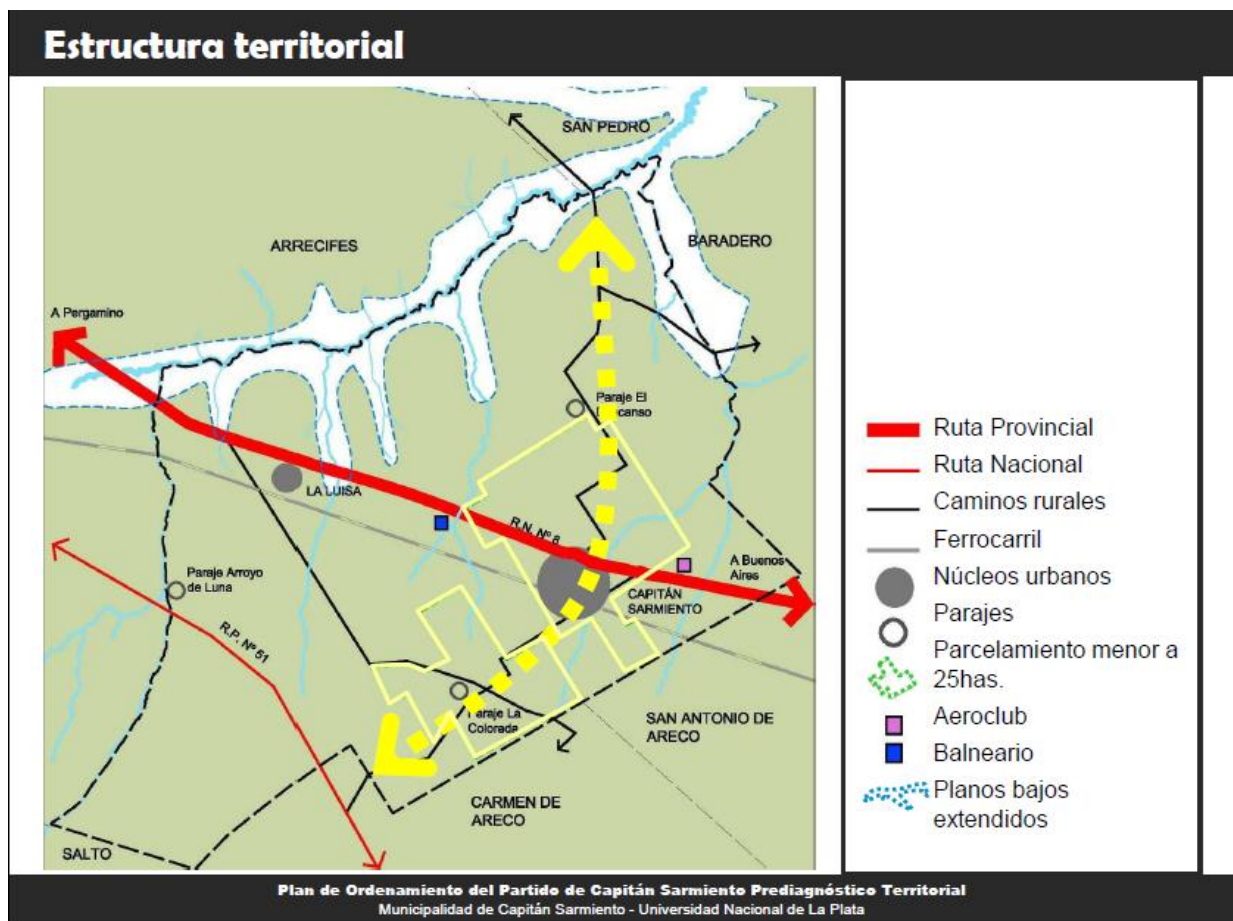 Estructura territorial
SAN PEDRO
ARRECIFES
BARADERO
A Pergamino
Paraje El
LA LUISA
R.N. Nº 8
A Buenos
Aires
Paraje Arroyo
de Luna
CAPITÁN
SARMIENTO
R.P. Nº 51
Paraje La
Colorada
SAN ANTONIO DE
ARECO
CARMEN DE
ARECO
SALTO
Ruta Provincial
Ruta Nacional
Caminos rurales
Ferrocarril
Núcleos urbanos
Parajes
Parcelamiento menor a
25has.
Aeroclub
Balneario
Planos bajos
extendidos
Plan de Ordenamiento del Partido de Capitán Sarmiento Prediagnóstico Territorial
Municipalidad de Capitán Sarmiento - Universidad Nacional de La Plata